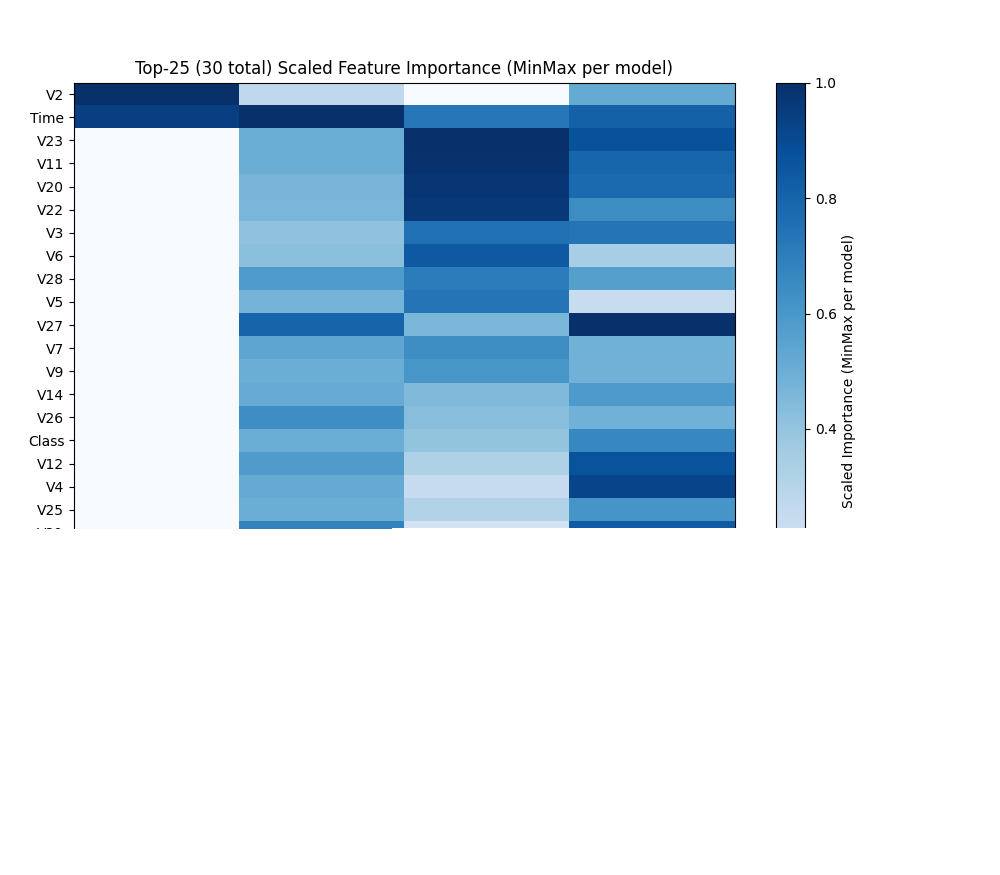 Top-25 (30 total) Scaled Feature Importance (MinMax per model)
V2
Time
V23
V11
V20
V22
V3
V6
V28
V5
V27
V7
V9
V14
V26
Class
V12
V4
V25
1.0
0.8
0.6
0.4
Scaled Importance (MinMax per model)